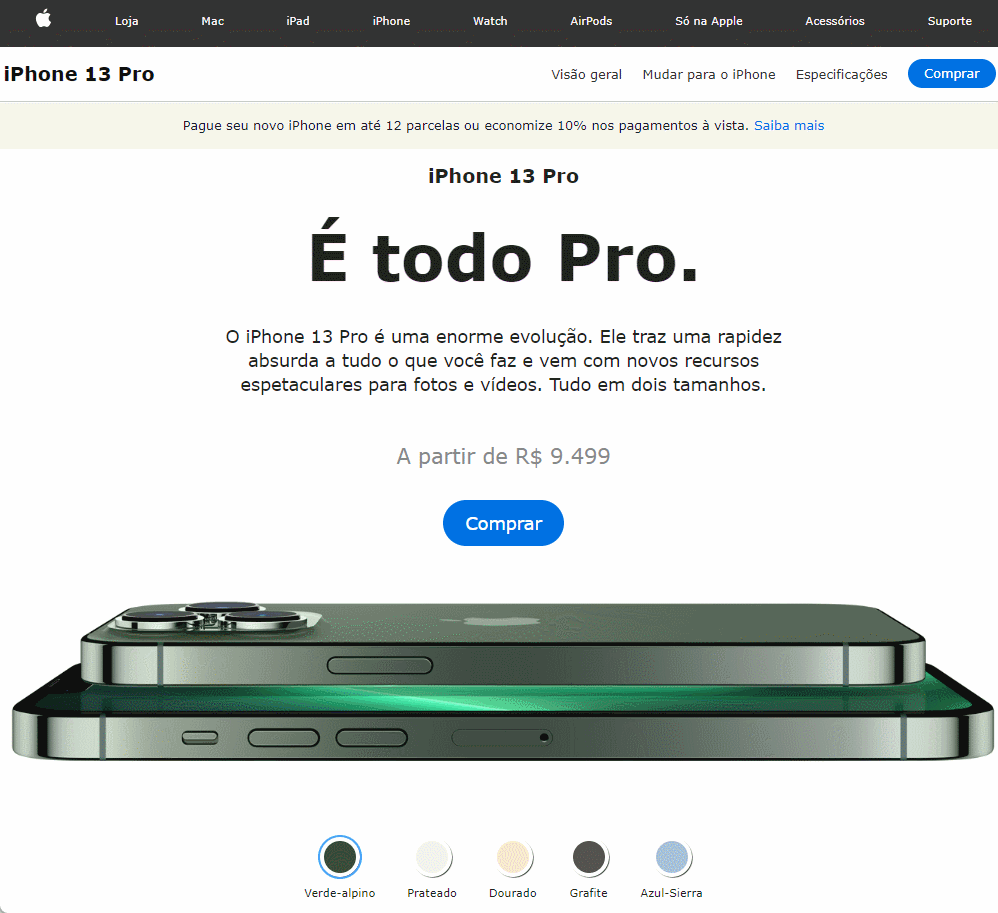 Loja Mac iPad iPhone Watch AirPods Só na Apple Acessórios Suporte
iPhone 13 Pro Visão geral Mudar para o iPhone Especificações Comprar
Pague seu novo iPhone em até 12 parcelas ou economize 10% nos pagamentos à vista. Saiba mais
iPhone 13 Pro
É todo Pro.
O iPhone 13 Pro é uma enorme evolução. Ele traz uma rapidez
absurda a tudo o que você faz e vem com novos recursos
espetaculares para fotos e vídeos. Tudo em dois tamanhos.
A partir de R$ 9.499
Comprar
Verde-alpino Prateado Dourado Grafite Azul-Sierra